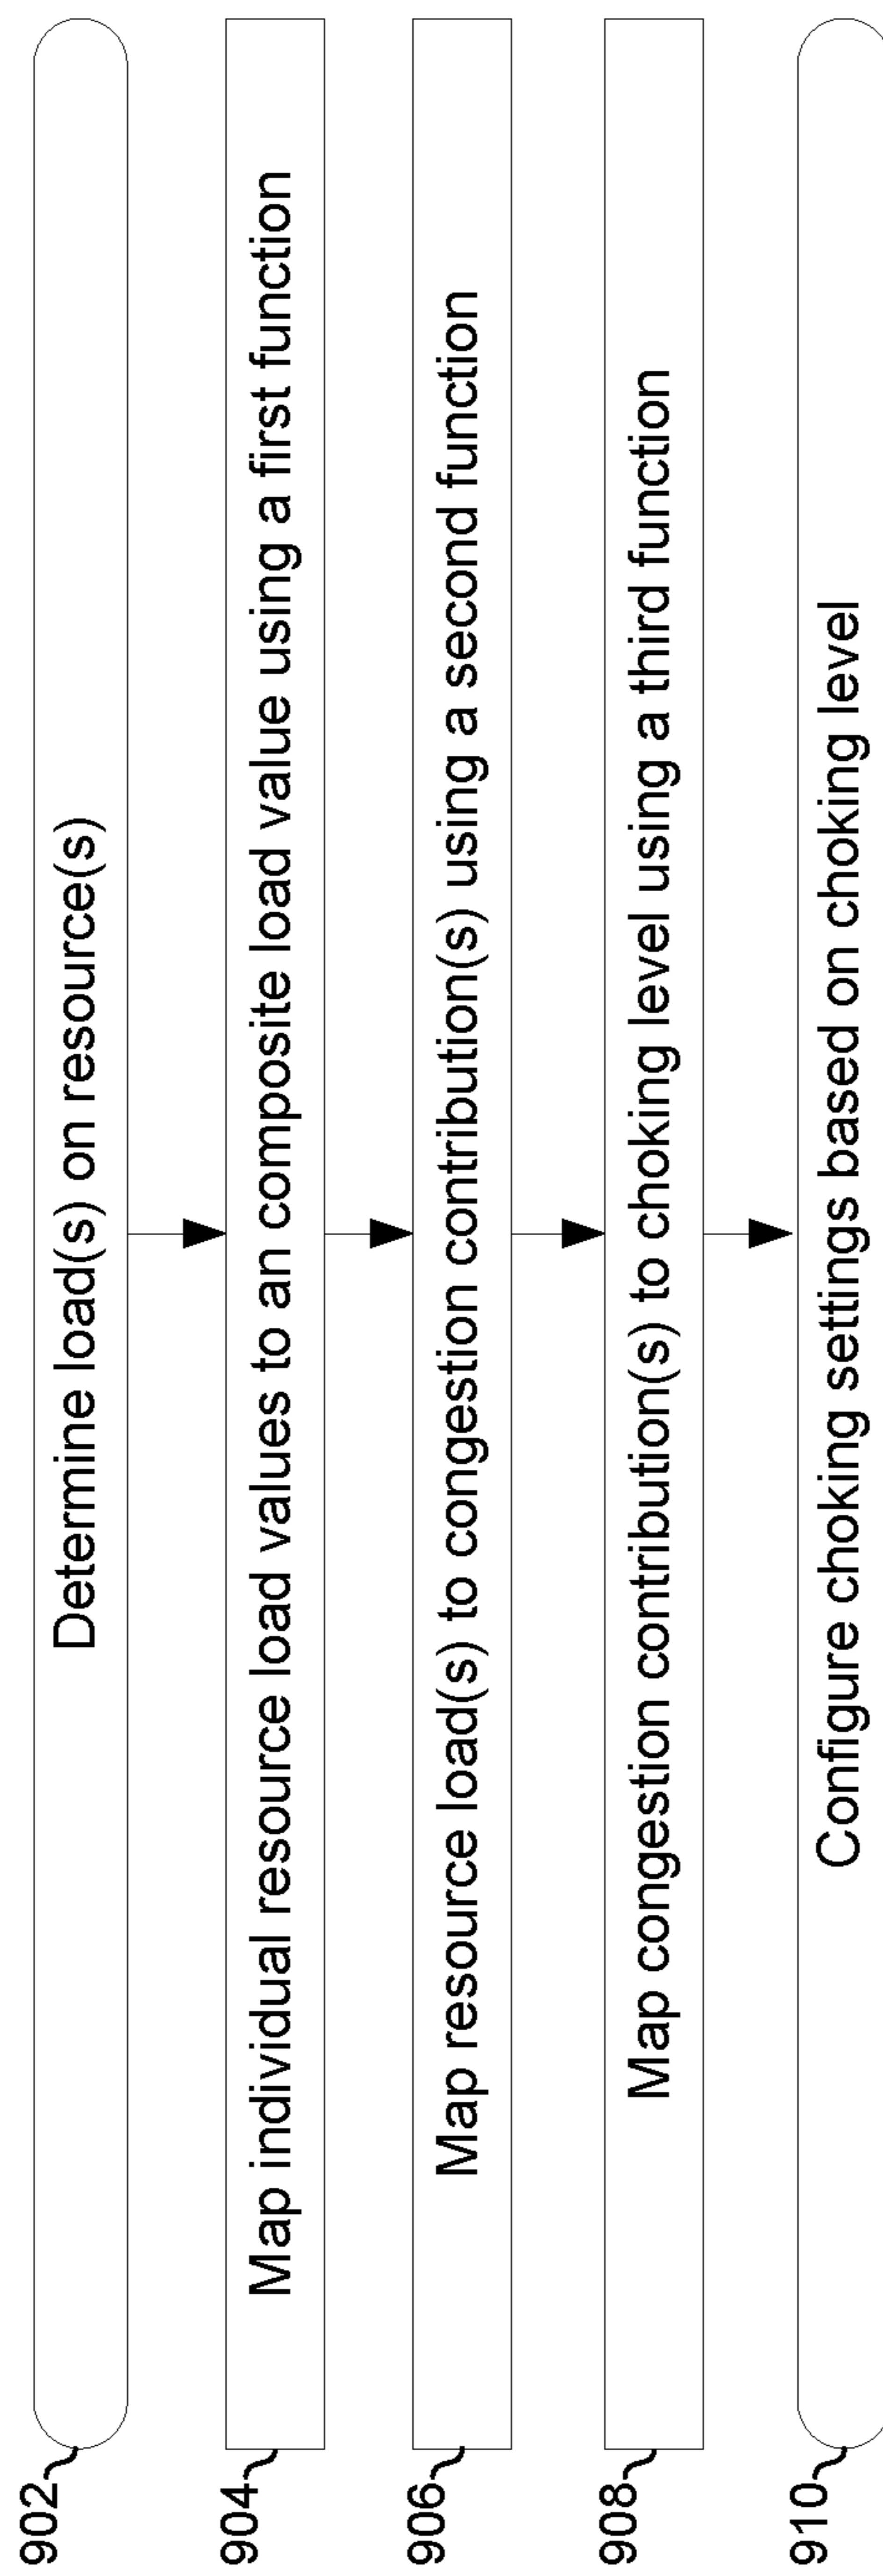 902
Determine load(s) on resource(s)
904
Map individual resource load values to an composite load value using a first function
906
Map resource load(s) to congestion contribution(s) using a second function
908
Map congestion contribution(s) to choking level using a third function
910
Configure choking settings based on choking level